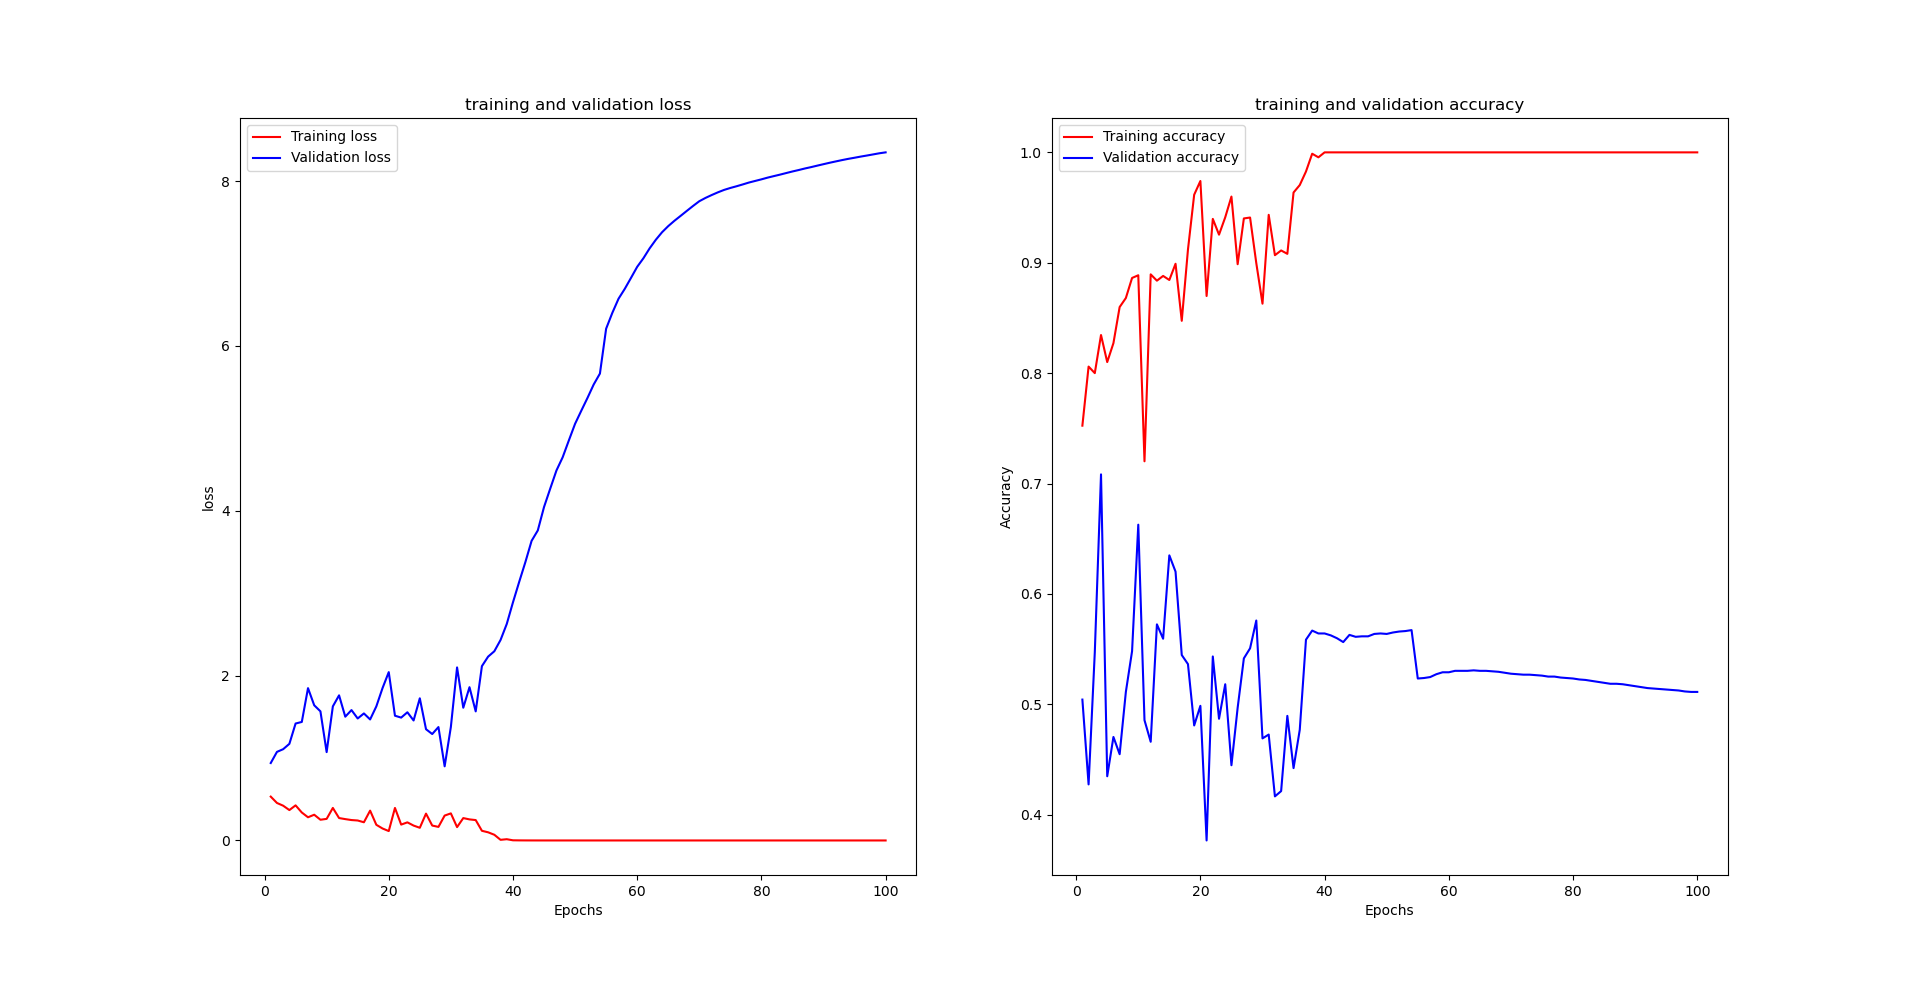 training and validation loss
Training loss
Validation loss
8
6
4
2
0
loss
0 20 40 60 80 100
Epochs
training and validation accuracy
Training accuracy
Validation accuracy
1.0
0.9
0.8
0.7
0.6
0.5
0.4
Accuracy
0 20 40 60 80 100
Epochs